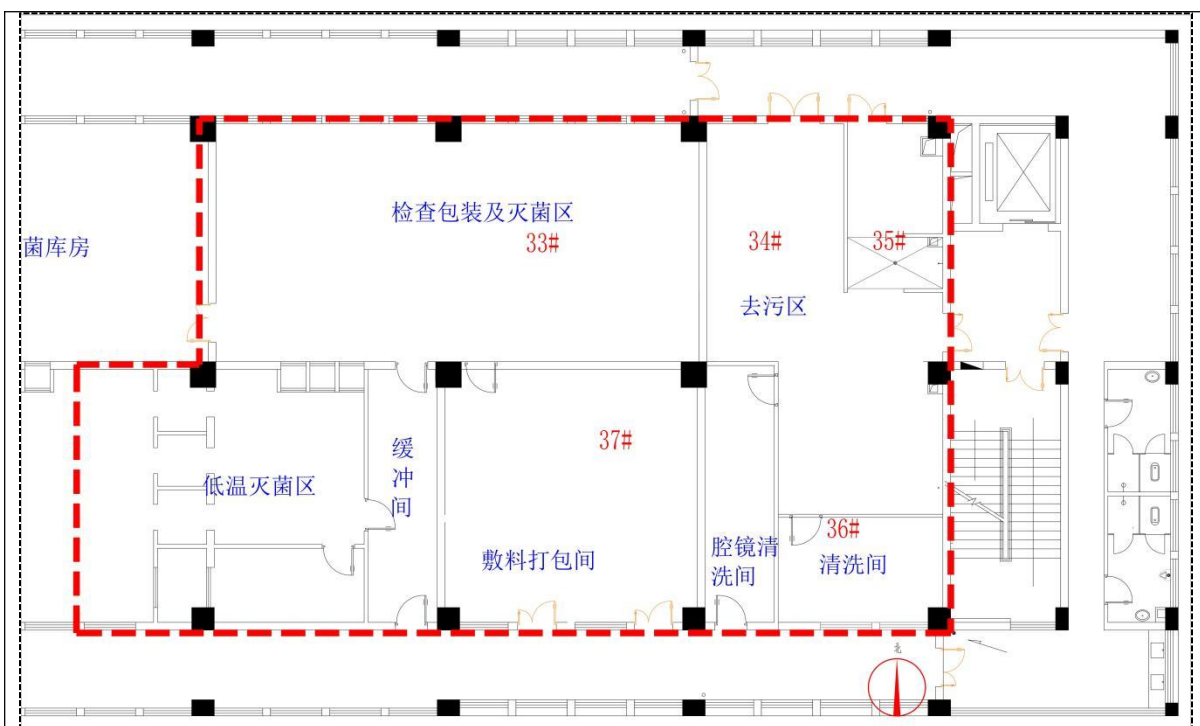 检查包装及灭菌区
33#
34#
35#
菌库房
去污区
37#
缓
冲
间
低温灭菌区
36#
敷料打包间
腔镜清
洗间
清洗间
北